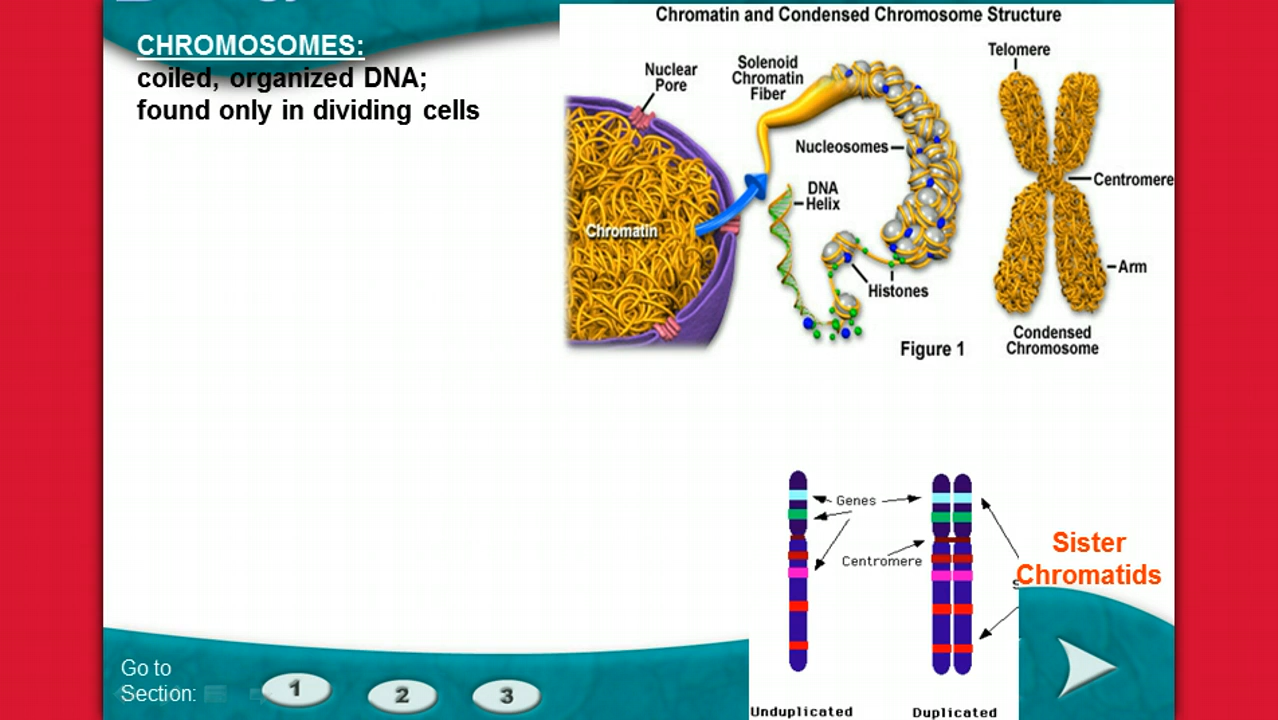 CHROMOSOMES:
coiled, organized DNA;
found only in dividing cells
Chromatin and Condensed Chromosome Structure
Nuclear
Pore
Solenoid
Chromatin
Fiber
Telomere
Nucleosomes
Centromere
DNA
Helix
Chromatin
Arm
Histones
Condensed
Chromosome
Figure 1
Genes
Centromere
Sister
Chromatids
Unduplicated
Duplicated
Go to
Section:
1
2
3